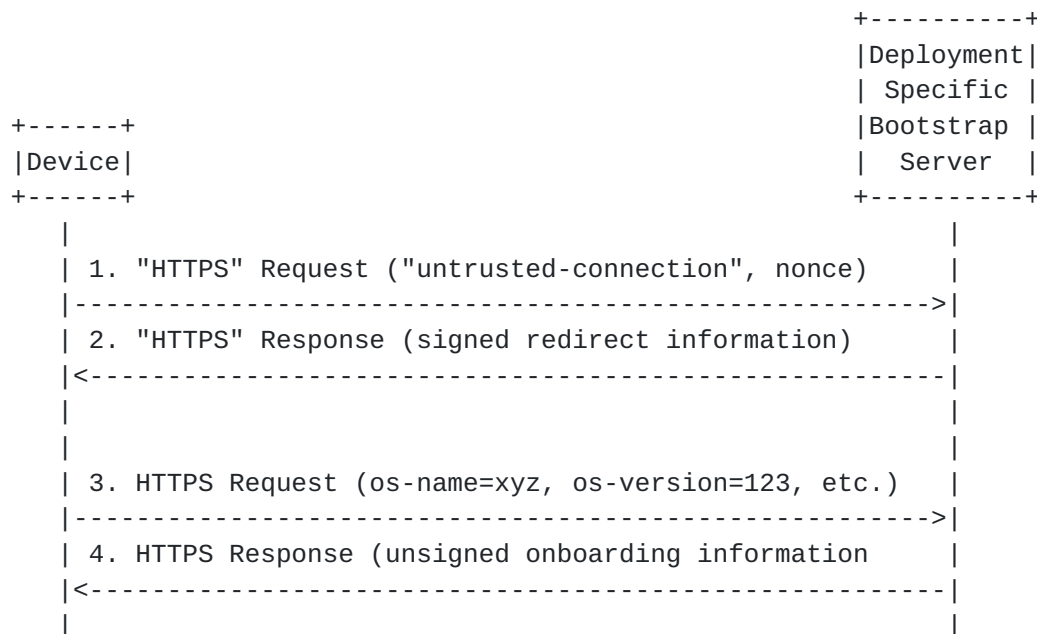 +----------+
                                                      |Deployment|
                                                      | Specific |
+------+                                              |Bootstrap |
|Device|                                              |  Server  |
+------+                                              +----------+
   |                                                        |
   | 1. "HTTPS" Request ("untrusted-connection", nonce)     |
   |------------------------------------------------------->|
   | 2. "HTTPS" Response (signed redirect information)      |
   |<-------------------------------------------------------|
   |                                                        |
   |                                                        |
   | 3. HTTPS Request (os-name=xyz, os-version=123, etc.)   |
   |------------------------------------------------------->|
   | 4. HTTPS Response (unsigned onboarding information     |
   |<-------------------------------------------------------|
   |                                                        |